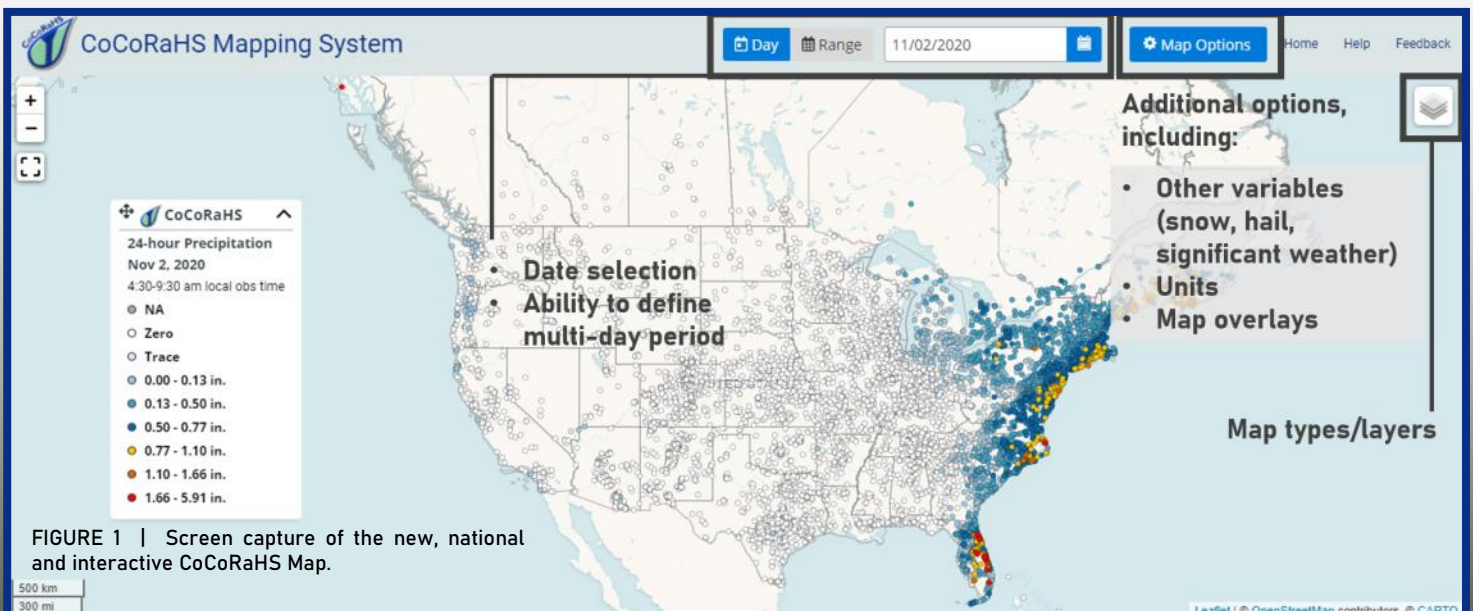 CoCoRaHS
CoCoRaHS Mapping System
Day
Range
11/02/2020
Map Options
Home
Help
Feedback
+
−
Additional options,
including:
• Other variables
(snow, hail,
significant weather)
• Units
• Map overlays
Map types/layers
• Date selection
• Ability to define
multi-day period
UNITED STATES
CoCoRaHS
24-hour Precipitation
Nov 2, 2020
4:30-9:30 am local obs time
NA
Zero
Trace
0.00 - 0.13 in.
0.13 - 0.50 in.
0.50 - 0.77 in.
0.77 - 1.10 in.
1.10 - 1.66 in.
1.66 - 5.91 in.
FIGURE 1 | Screen capture of the new, national
and interactive CoCoRaHS Map.
500 km
300 mi
Leaflet | © OpenStreetMap contributors, © CARTO